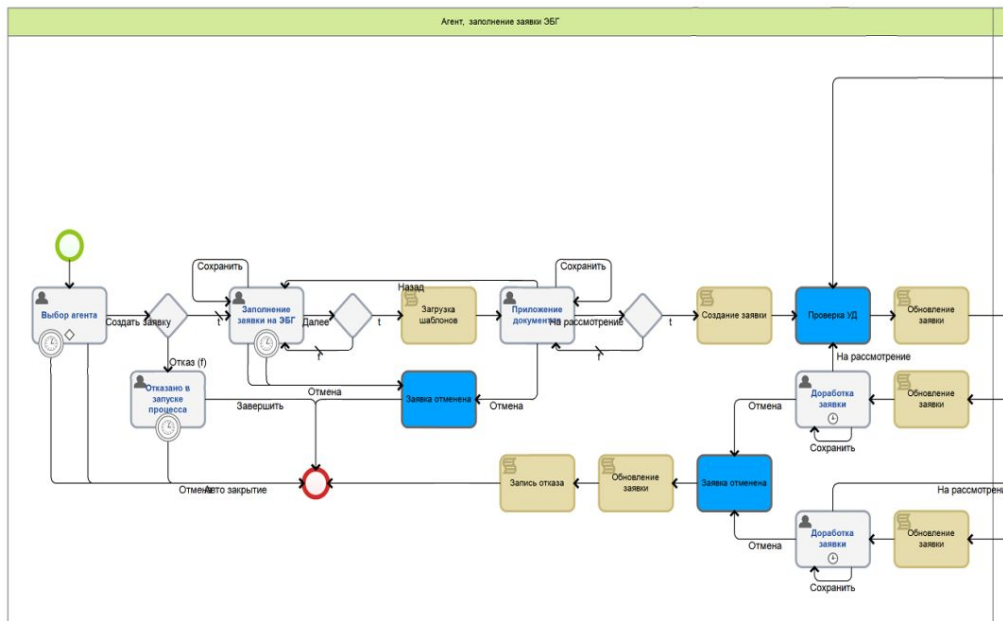 Агент, заполнение заявки ЭБГ
Сохранить
Сохранить
Назад
Выбор агента
Создать заявку
t
Заполнение
заявки на ЭБГ
Далее
t
Загрузка
шаблонов
Приложение
документов
На рассмотрение
t
Создание заявки
Проверка УД
Обновление
заявки
f
f
Отказ (f)
На рассмотрение
Отказано в
запуске
процесса
Завершить
Отмена
Заявка отменена
Отмена
Отмена
Доработка
заявки
Обновление
заявки
Сохранить
Отмена
Авто закрытие
Запись отказа
Обновление
заявки
Заявка отменена
На рассмотрен
Отмена
Доработка
заявки
Обновление
заявки
Сохранить